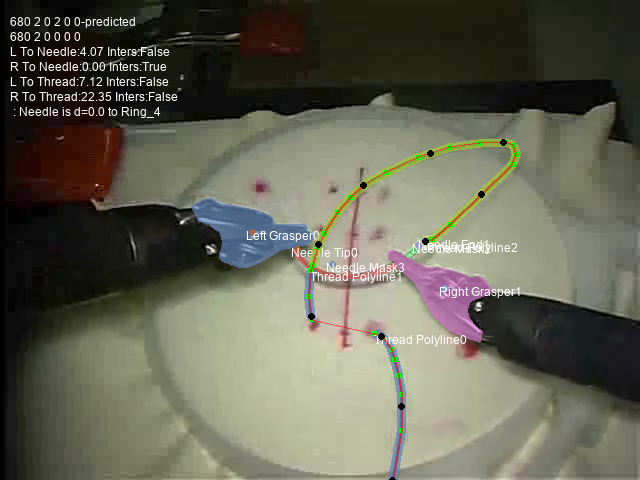 680 2 0 2 0 0-predicted
680 2 0 0 0 0
L To Needle:4.07 Inters:False
R To Needle:0.00 Inters:True
L To Thread:7.12 Inters:False
R To Thread:22.35 Inters:False
: Needle is d=0.0 to Ring_4
Left Grasper0
Needle Tip0
Needle Mask3
Thread Polyline1
Right Grasper1
Thread Polyline0